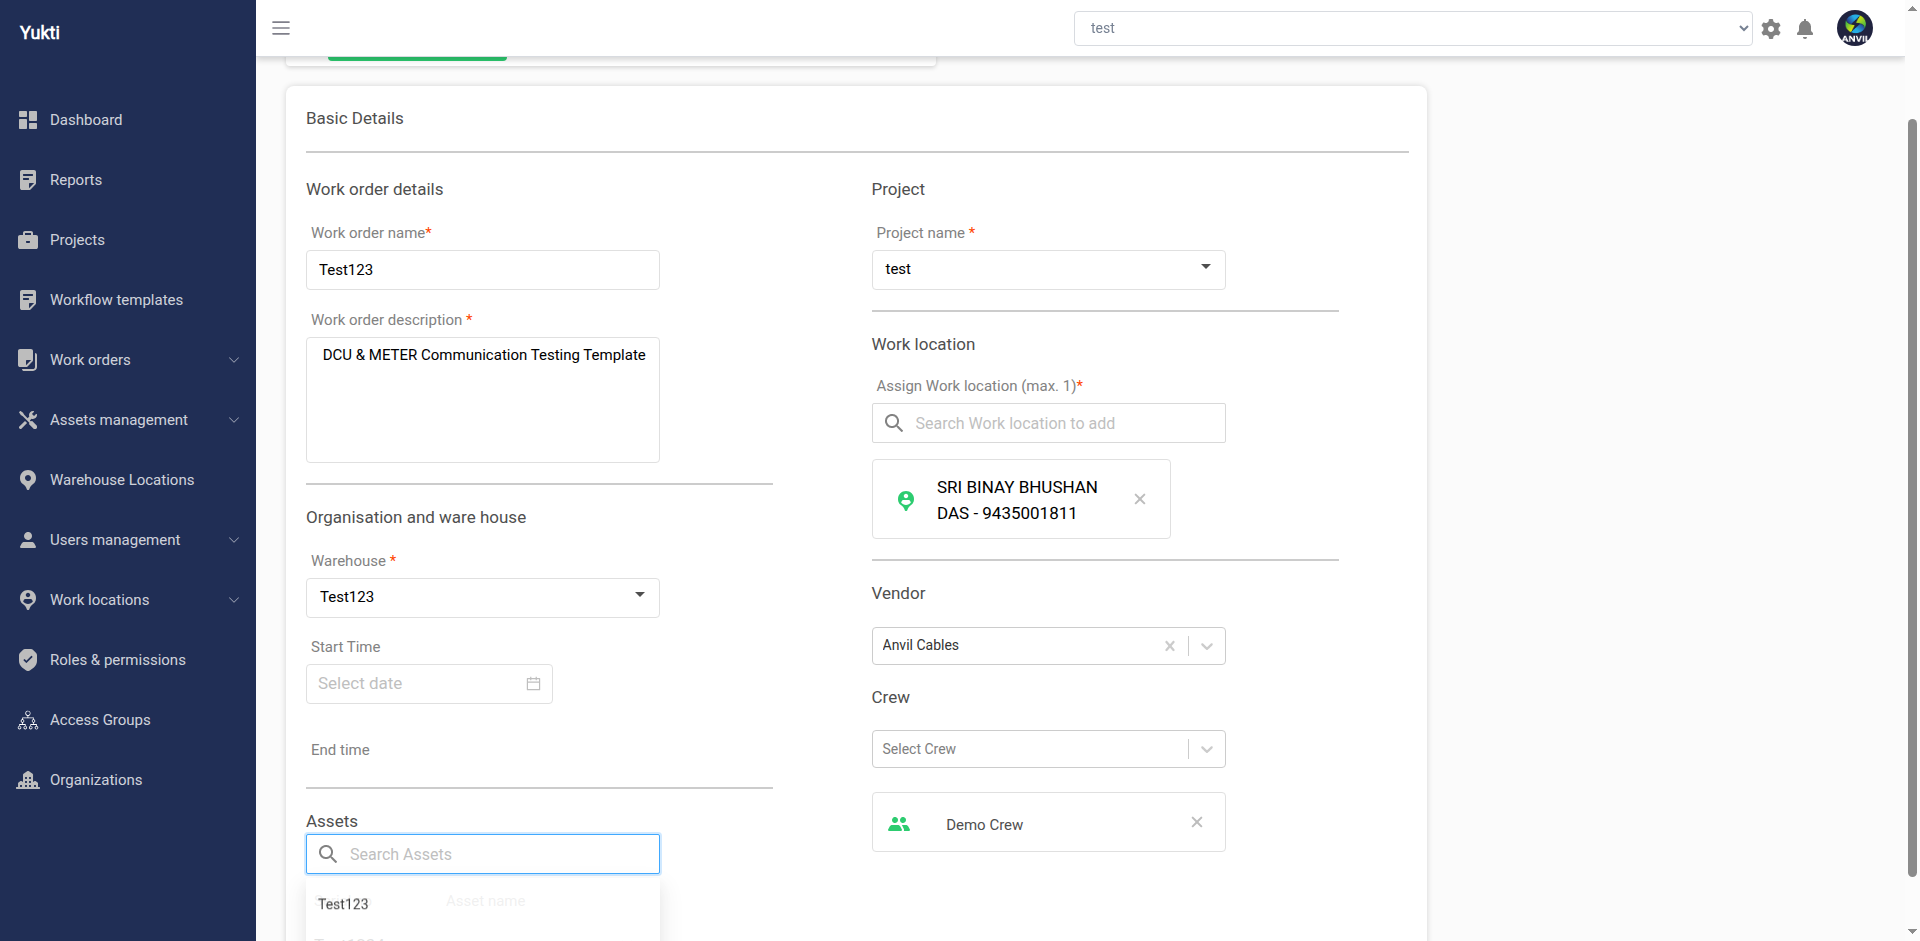 Yukti
test
ANVIL
Dashboard
Reports
Projects
Workflow templates
Work orders
Assets management
Warehouse Locations
Users management
Work locations
Roles & permissions
Access Groups
Organizations
Basic Details
Work order details
Work order name*
Test123
Work order description *
DCU & METER Communication Testing Template
Organisation and ware house
Warehouse *
Test123
Start Time
Select date
End time
Assets
Search Assets
Test123
Asset name
Project
Project name *
test
Work location
Assign Work location (max. 1)*
Search Work location to add
SRI BINAY BHUSHAN
DAS - 9435001811
Vendor
Anvil Cables
Crew
Select Crew
Demo Crew